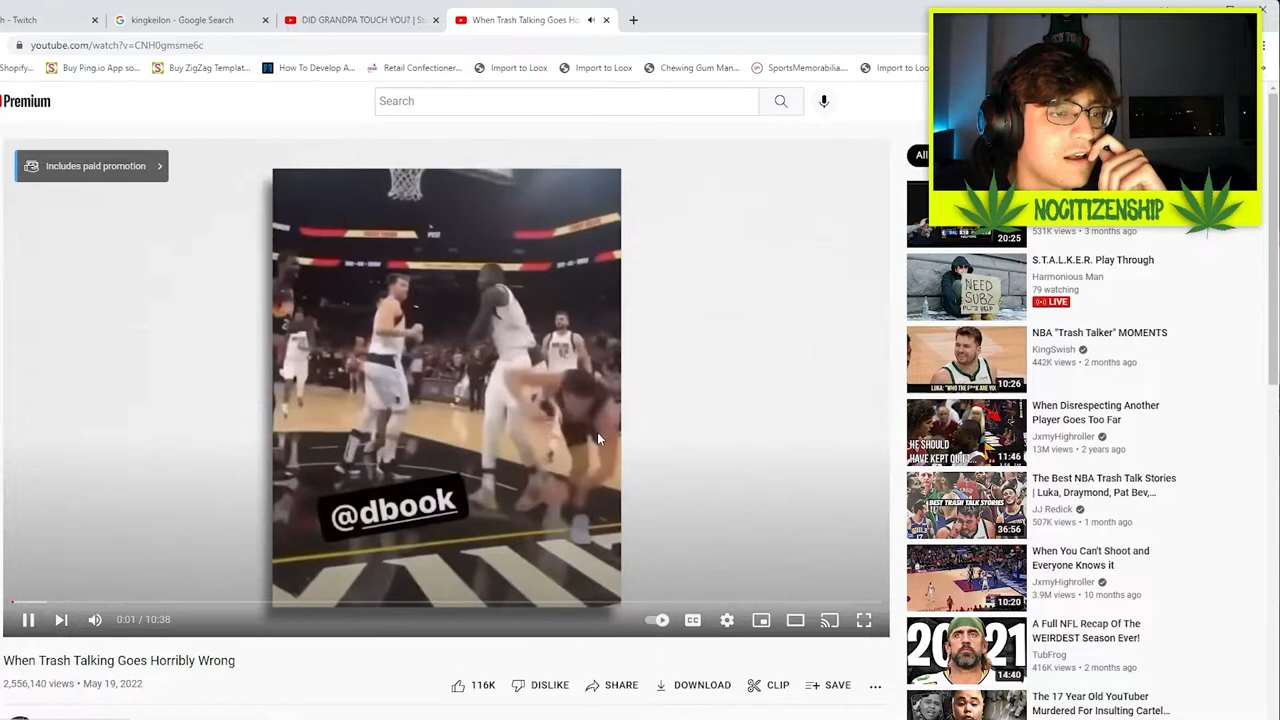 h - Twitch
kingkeilon - Google Search
DID GRANDPA TOUCH YOU? | St
When Trash Talking Goes Ho
youtube.com/watch?v=CNH0gmsme6c
Shopify...
Buy Ping.io App so...
Buy ZigZag Templat...
How To Develop A...
Retail Confectioner...
Import to Loox
Import to Loox
Chewing Gum Man...
SportsMemorabilia....
Import to Loo
Premium
Search
Includes paid promotion
All
NOCITIZENSHIP
20:25
531K views • 3 months ago
NEED
SUBZ
S.T.A.L.K.E.R. Play Through
Harmonious Man
79 watching
LIVE
NBA "Trash Talker" MOMENTS
KingSwish
442K views • 2 months ago
LUKA: "WHO THE F**K ARE YO
10:26
When Disrespecting Another
Player Goes Too Far
JxmyHighroller
13M views • 2 years ago
HE SHOULD
HAVE KEPT QUIET...
11:46
The Best NBA Trash Talk Stories
| Luka, Draymond, Pat Bev,...
JJ Redick
507K views • 1 month ago
BEST TRASH TALK STORIES
36:56
When You Can't Shoot and
Everyone Knows it
JxmyHighroller
3.9M views • 10 months ago
10:20
A Full NFL Recap Of The
WEIRDEST Season Ever!
TubFrog
416K views • 2 months ago
2021
14:40
The 17 Year Old YouTuber
Murdered For Insulting Cartel...
@dbook
0:01 / 10:38
When Trash Talking Goes Horribly Wrong
2,556,140 views • May 19, 2022
116K
DISLIKE
SHARE
DOWNLOAD
CLIP
SAVE